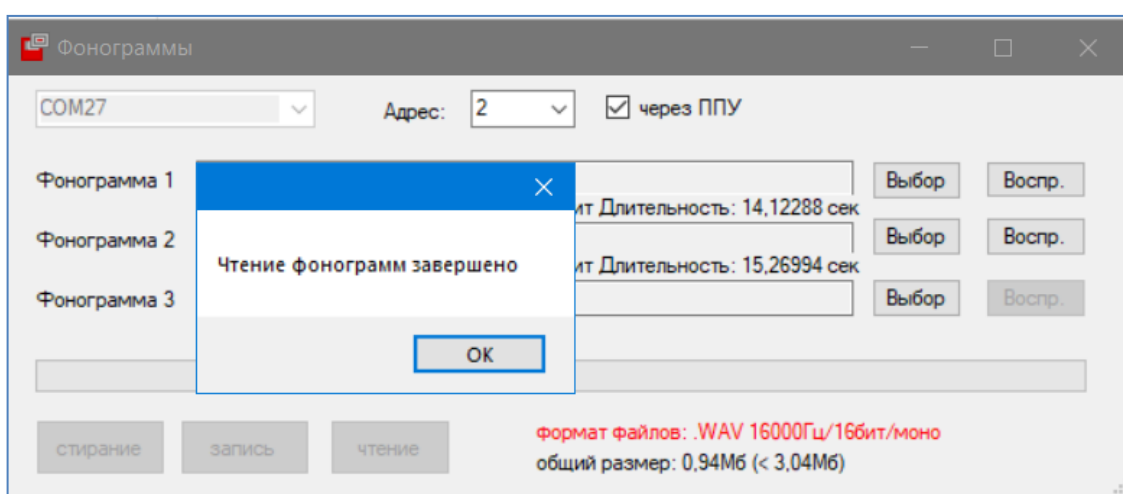 Фонограммы
COM27 Адрес: 2 через ППУ
Фонограмма 1 Выбор Воспр.
Длительность: 14,12288 сек
Фонограмма 2 Выбор Воспр.
Чтение фонограмм завершено
Длительность: 15,26994 сек
Фонограмма 3 Выбор Воспр.
OK
стирание запись чтение
формат файлов: .WAV 16000Гц/16бит/моно
общий размер: 0,94Мб (< 3,04Мб)